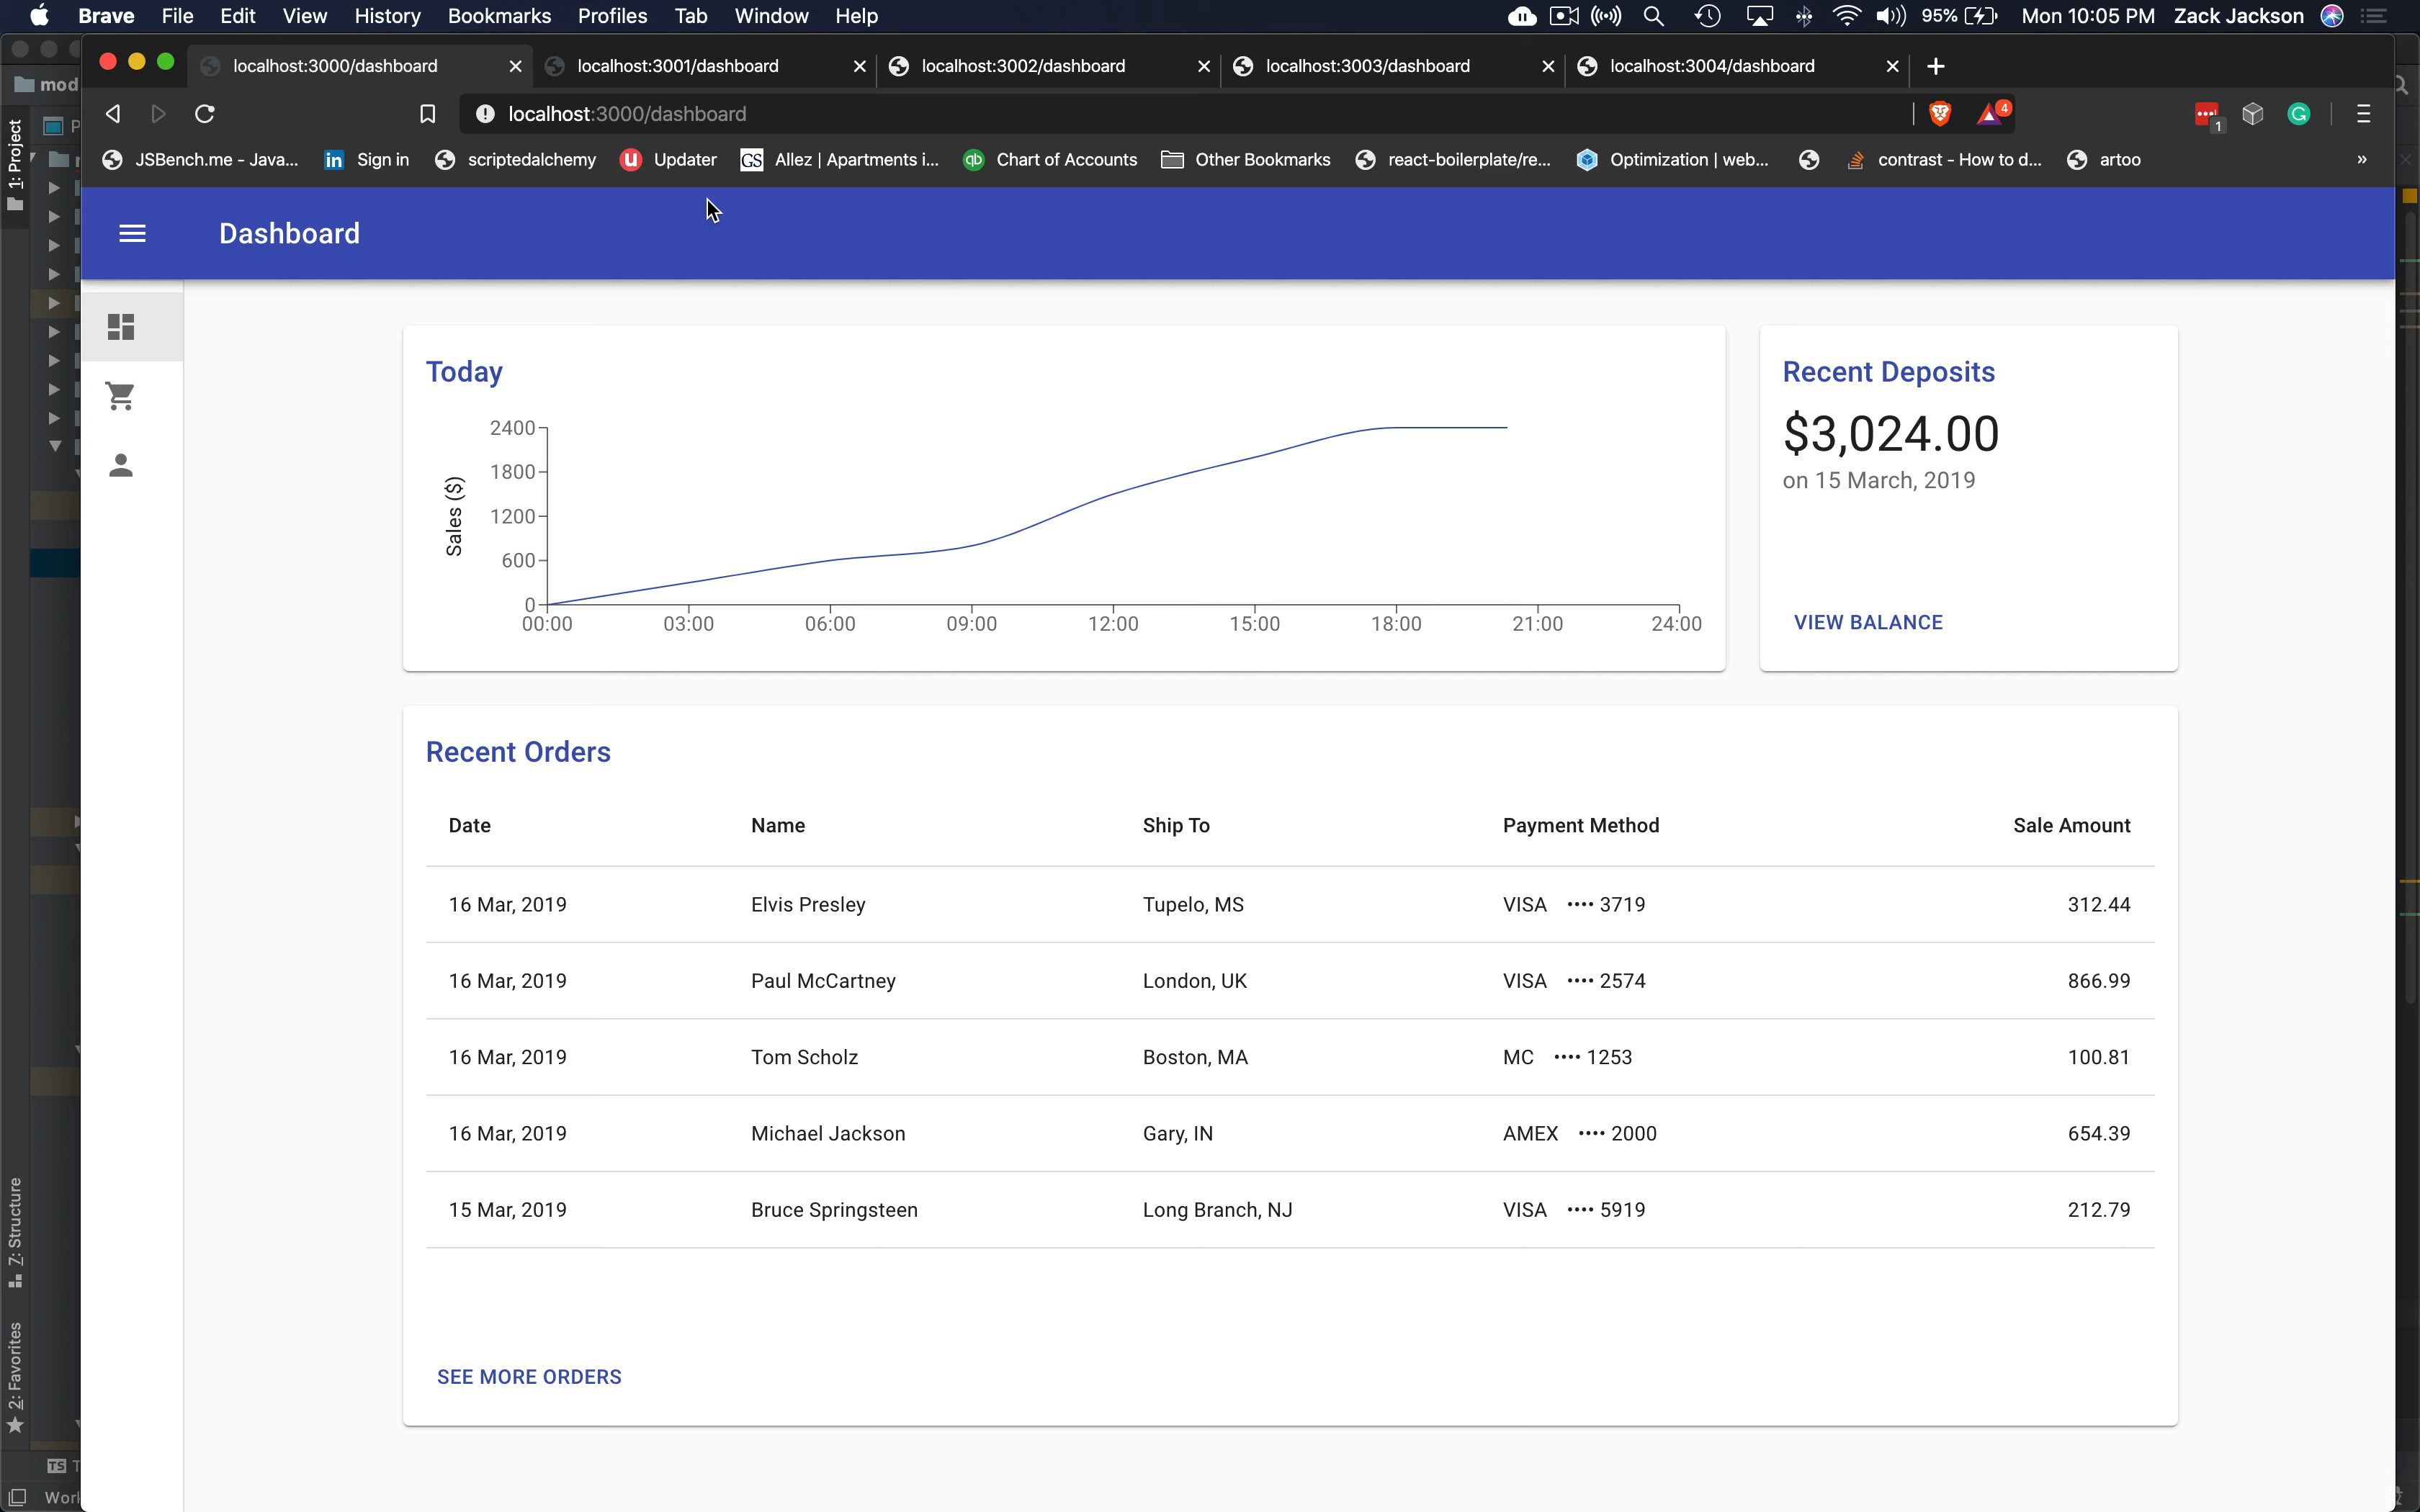 Brave File Edit View History Bookmarks Profiles Tab Window Help 95% Mon 10:05 PM Zack Jackson
localhost:3000/dashboard localhost:3001/dashboard localhost:3002/dashboard localhost:3003/dashboard localhost:3004/dashboard
localhost:3000/dashboard 4 1
JSBench.me - Java... in Sign in scriptedalchemy Updater GS Allez | Apartments i... qb Chart of Accounts Other Bookmarks react-boilerplate/re... Optimization | web... contrast - How to d... artoo »
1: Project
Dashboard
Today
Sales ($)
2400
1800
1200
600
0
00:00 03:00 06:00 09:00 12:00 15:00 18:00 21:00 24:00
Recent Deposits
$3,024.00
on 15 March, 2019
VIEW BALANCE
Recent Orders
Date Name Ship To Payment Method Sale Amount
16 Mar, 2019 Elvis Presley Tupelo, MS VISA •••• 3719 312.44
16 Mar, 2019 Paul McCartney London, UK VISA •••• 2574 866.99
16 Mar, 2019 Tom Scholz Boston, MA MC •••• 1253 100.81
16 Mar, 2019 Michael Jackson Gary, IN AMEX •••• 2000 654.39
15 Mar, 2019 Bruce Springsteen Long Branch, NJ VISA •••• 5919 212.79
SEE MORE ORDERS
7: Structure
2: Favorites
TS